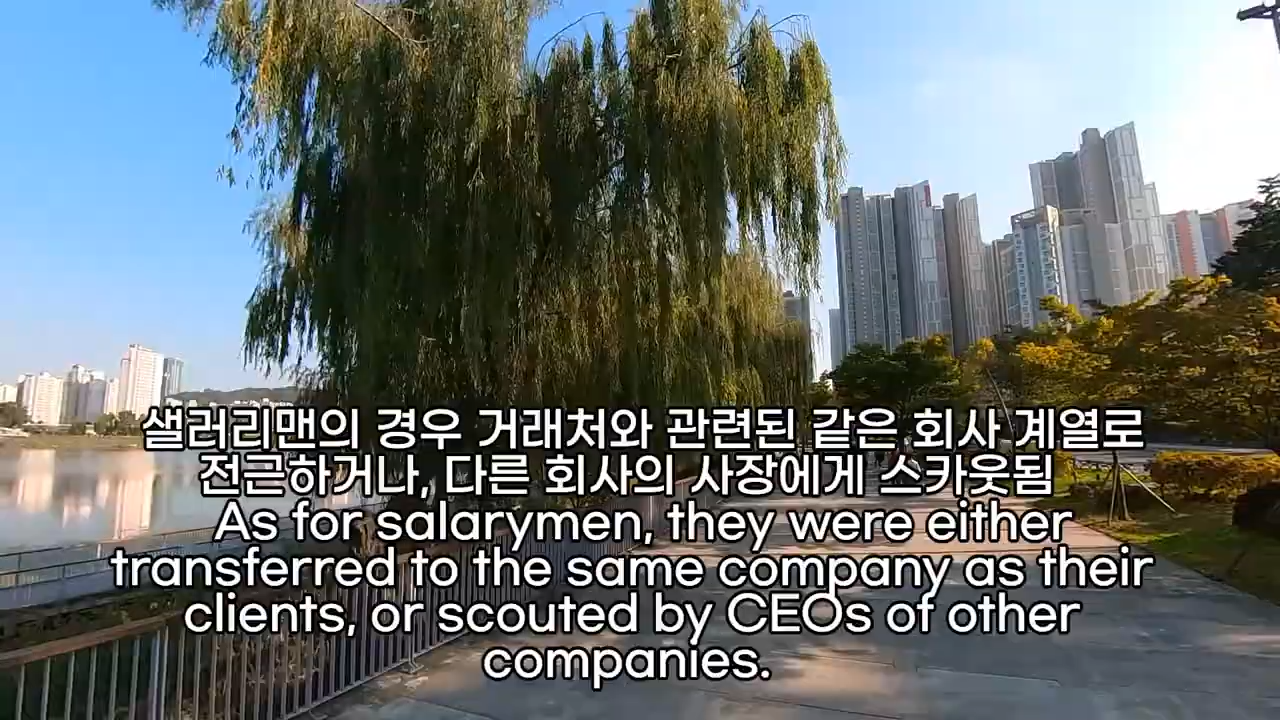 샐러리맨의 경우 거래처와 관련된 같은 회사 계열로
전근하거나, 다른 회사의 사장에게 스카웃됨
As for salarymen, they were either
transferred to the same company as their
clients, or scouted by CEOs of other
companies.